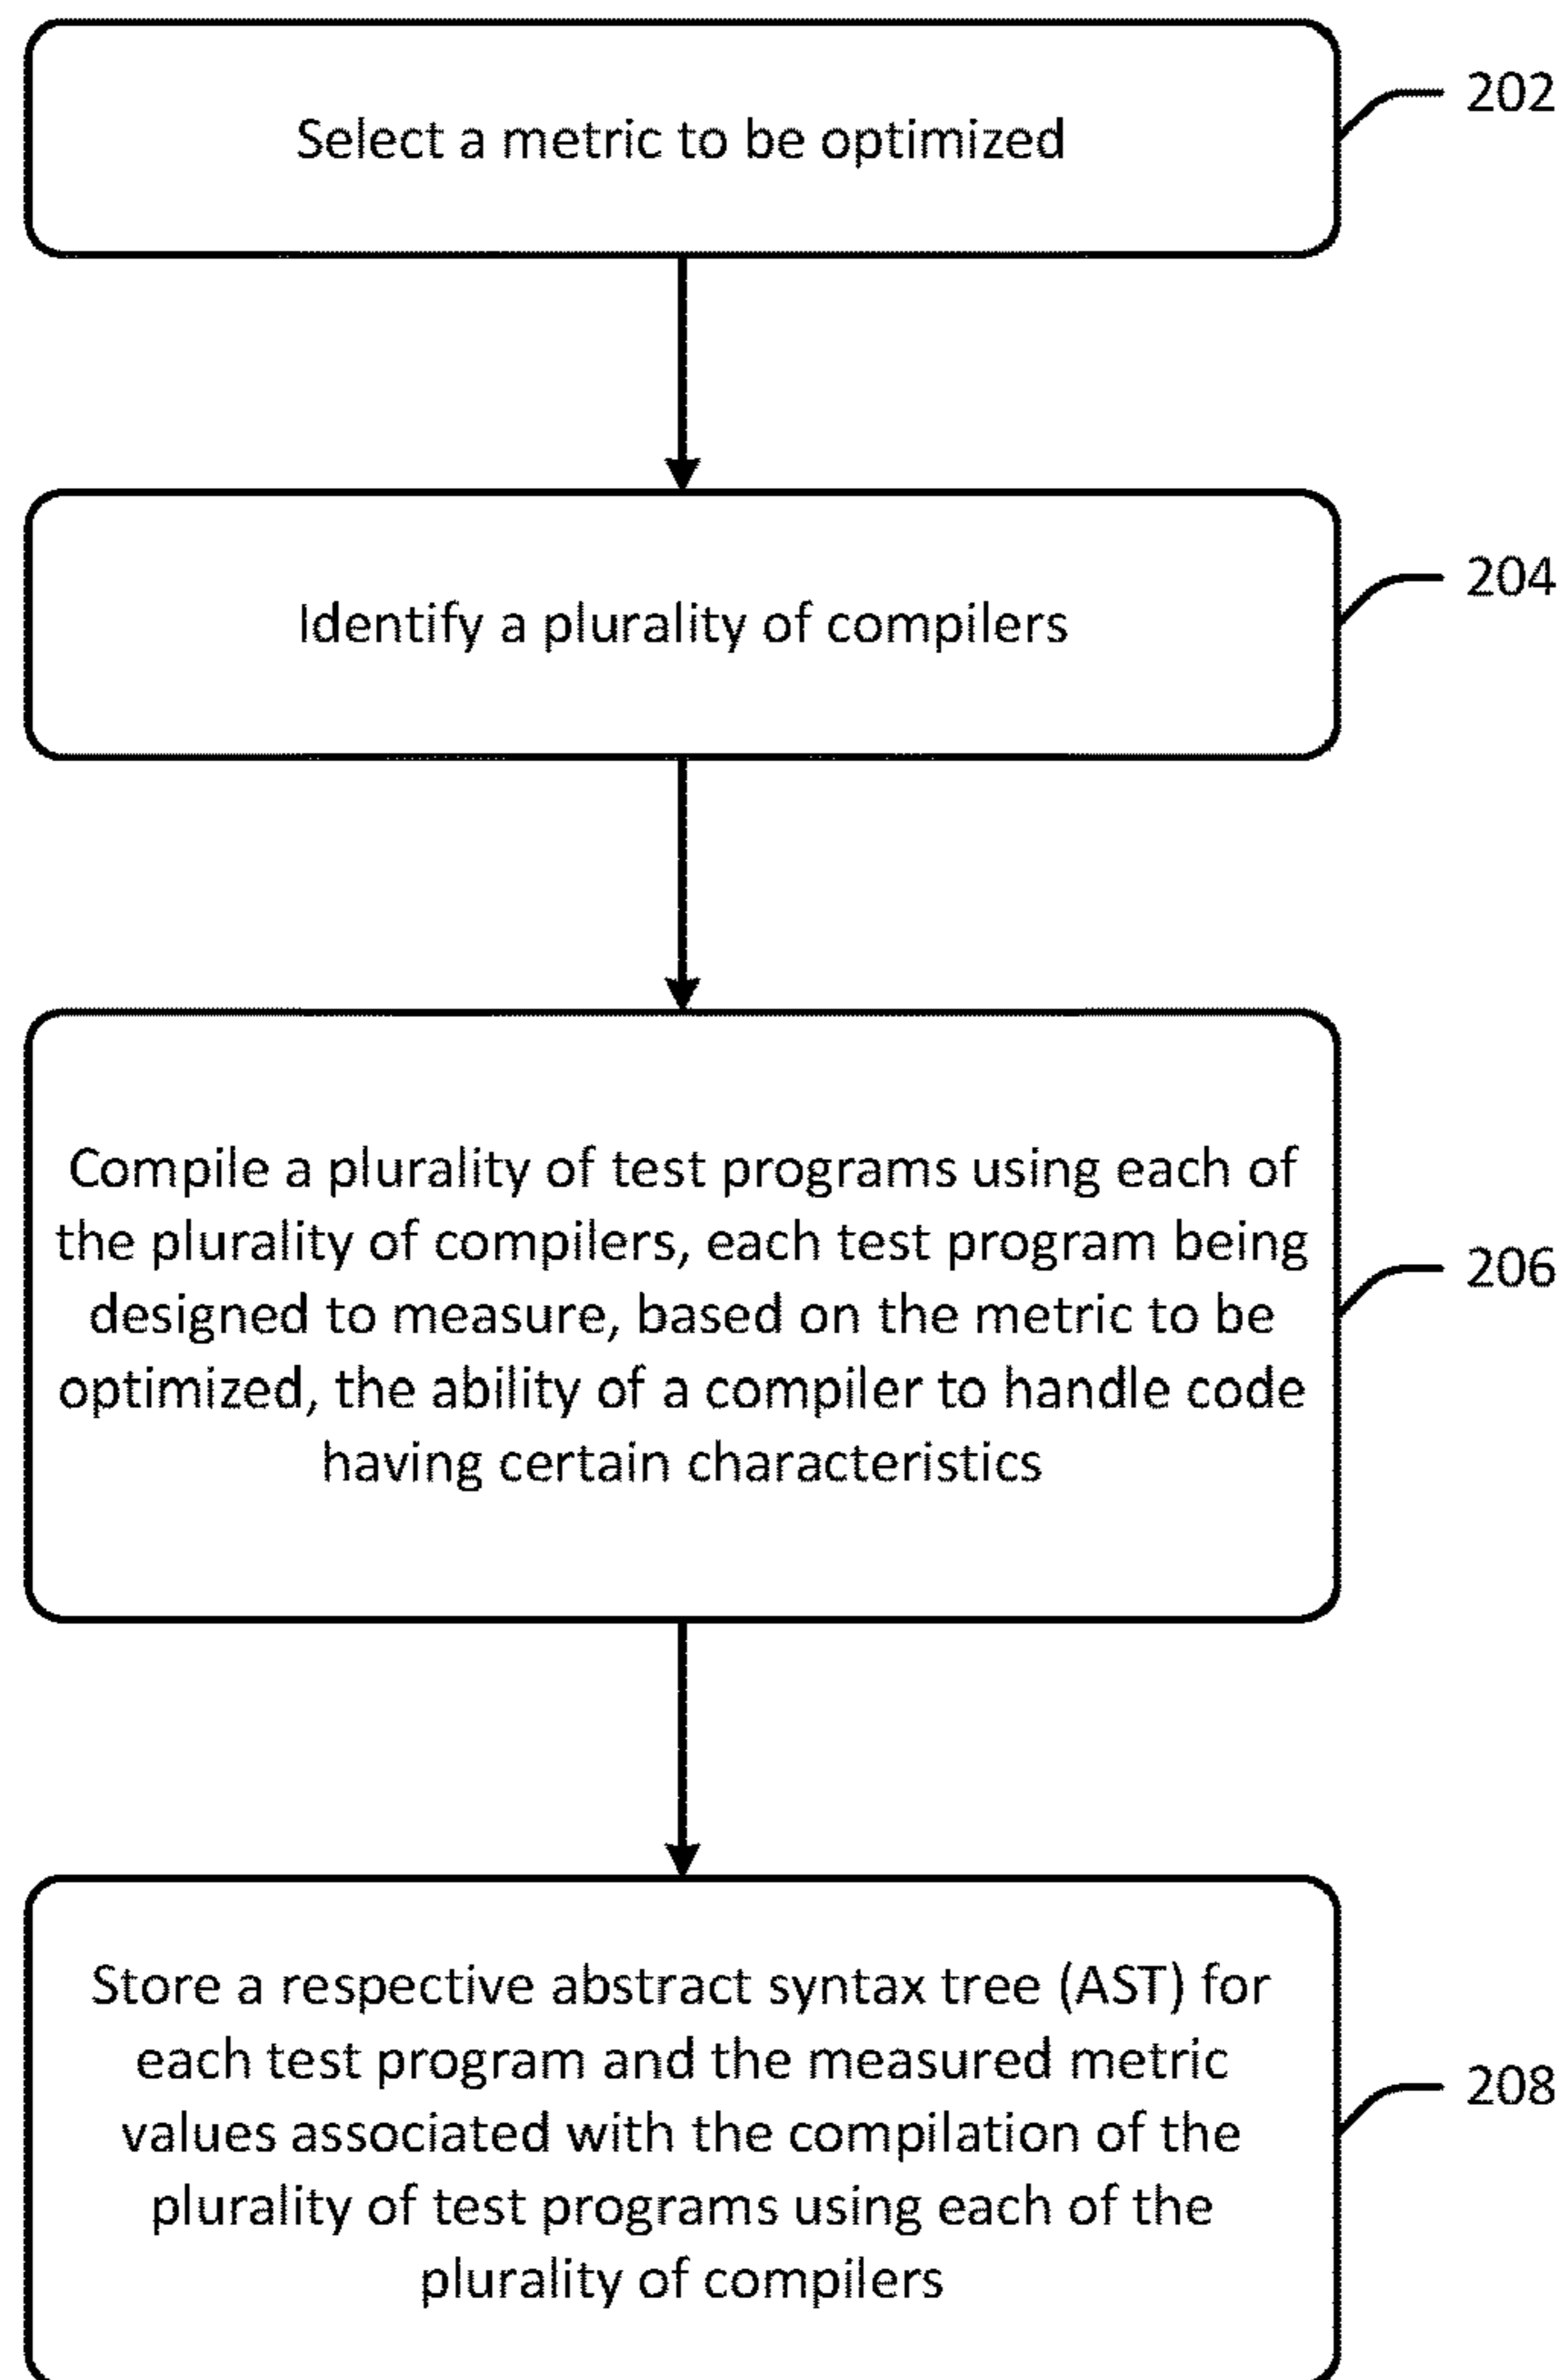 Select a metric to be optimized
202
Identify a plurality of compilers
204
Compile a plurality of test programs using each of
the plurality of compilers, each test program being
designed to measure, based on the metric to be
optimized, the ability of a compiler to handle code
having certain characteristics
206
Store a respective abstract syntax tree (AST) for
each test program and the measured metric
values associated with the compilation of the
plurality of test programs using each of the
plurality of compilers
208